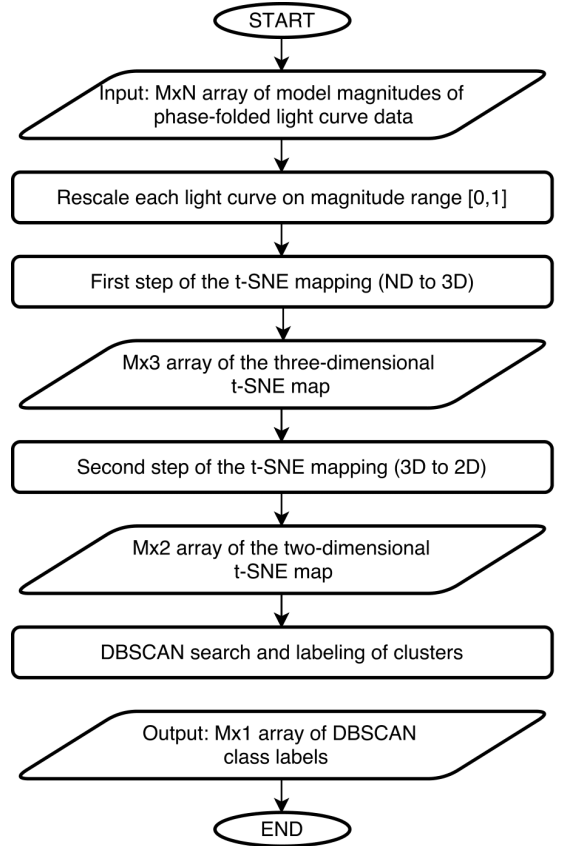 START
Input: MxN array of model magnitudes of
phase-folded light curve data
Rescale each light curve on magnitude range [0,1]
First step of the t-SNE mapping (ND to 3D)
Mx3 array of the three-dimensional
t-SNE map
Second step of the t-SNE mapping (3D to 2D)
Mx2 array of the two-dimensional
t-SNE map
DBSCAN search and labeling of clusters
Output: Mx1 array of DBSCAN
class labels
END